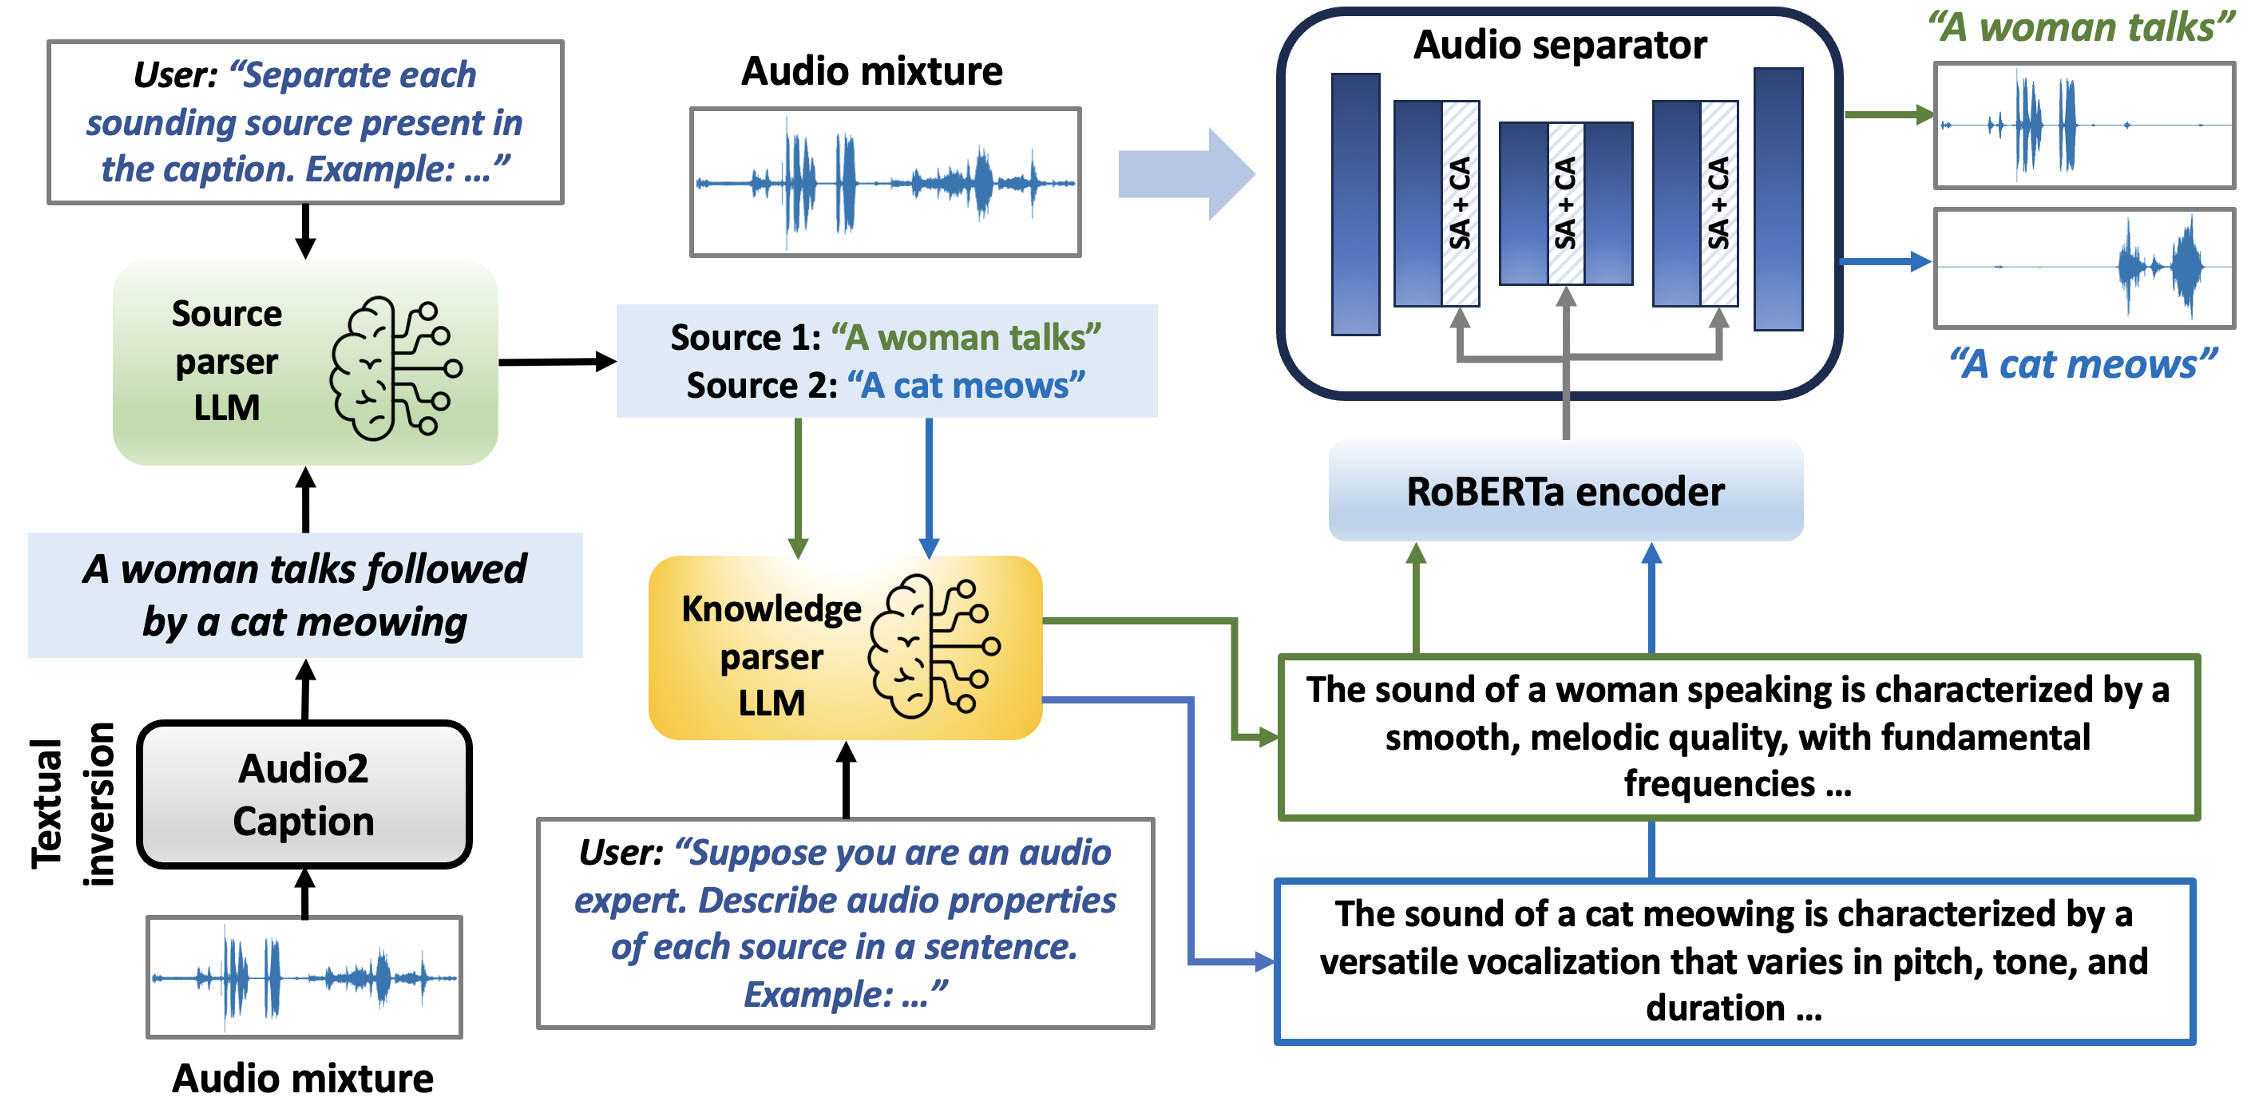 User: “Separate each
sounding source present in
the caption. Example: ...”
Source
parser
LLM
A woman talks followed
by a cat meowing
Textual
inversion
Audio2
Caption
Audio mixture
Audio mixture
Source 1: “A woman talks”
Source 2: “A cat meows”
Knowledge
parser
LLM
User: “Suppose you are an audio
expert. Describe audio properties
of each source in a sentence.
Example: ...”
Audio separator
SA + CA
SA + CA
SA + CA
RoBERTa encoder
The sound of a woman speaking is characterized by a
smooth, melodic quality, with fundamental
frequencies ...
The sound of a cat meowing is characterized by a
versatile vocalization that varies in pitch, tone, and
duration ...
“A woman talks”
“A cat meows”